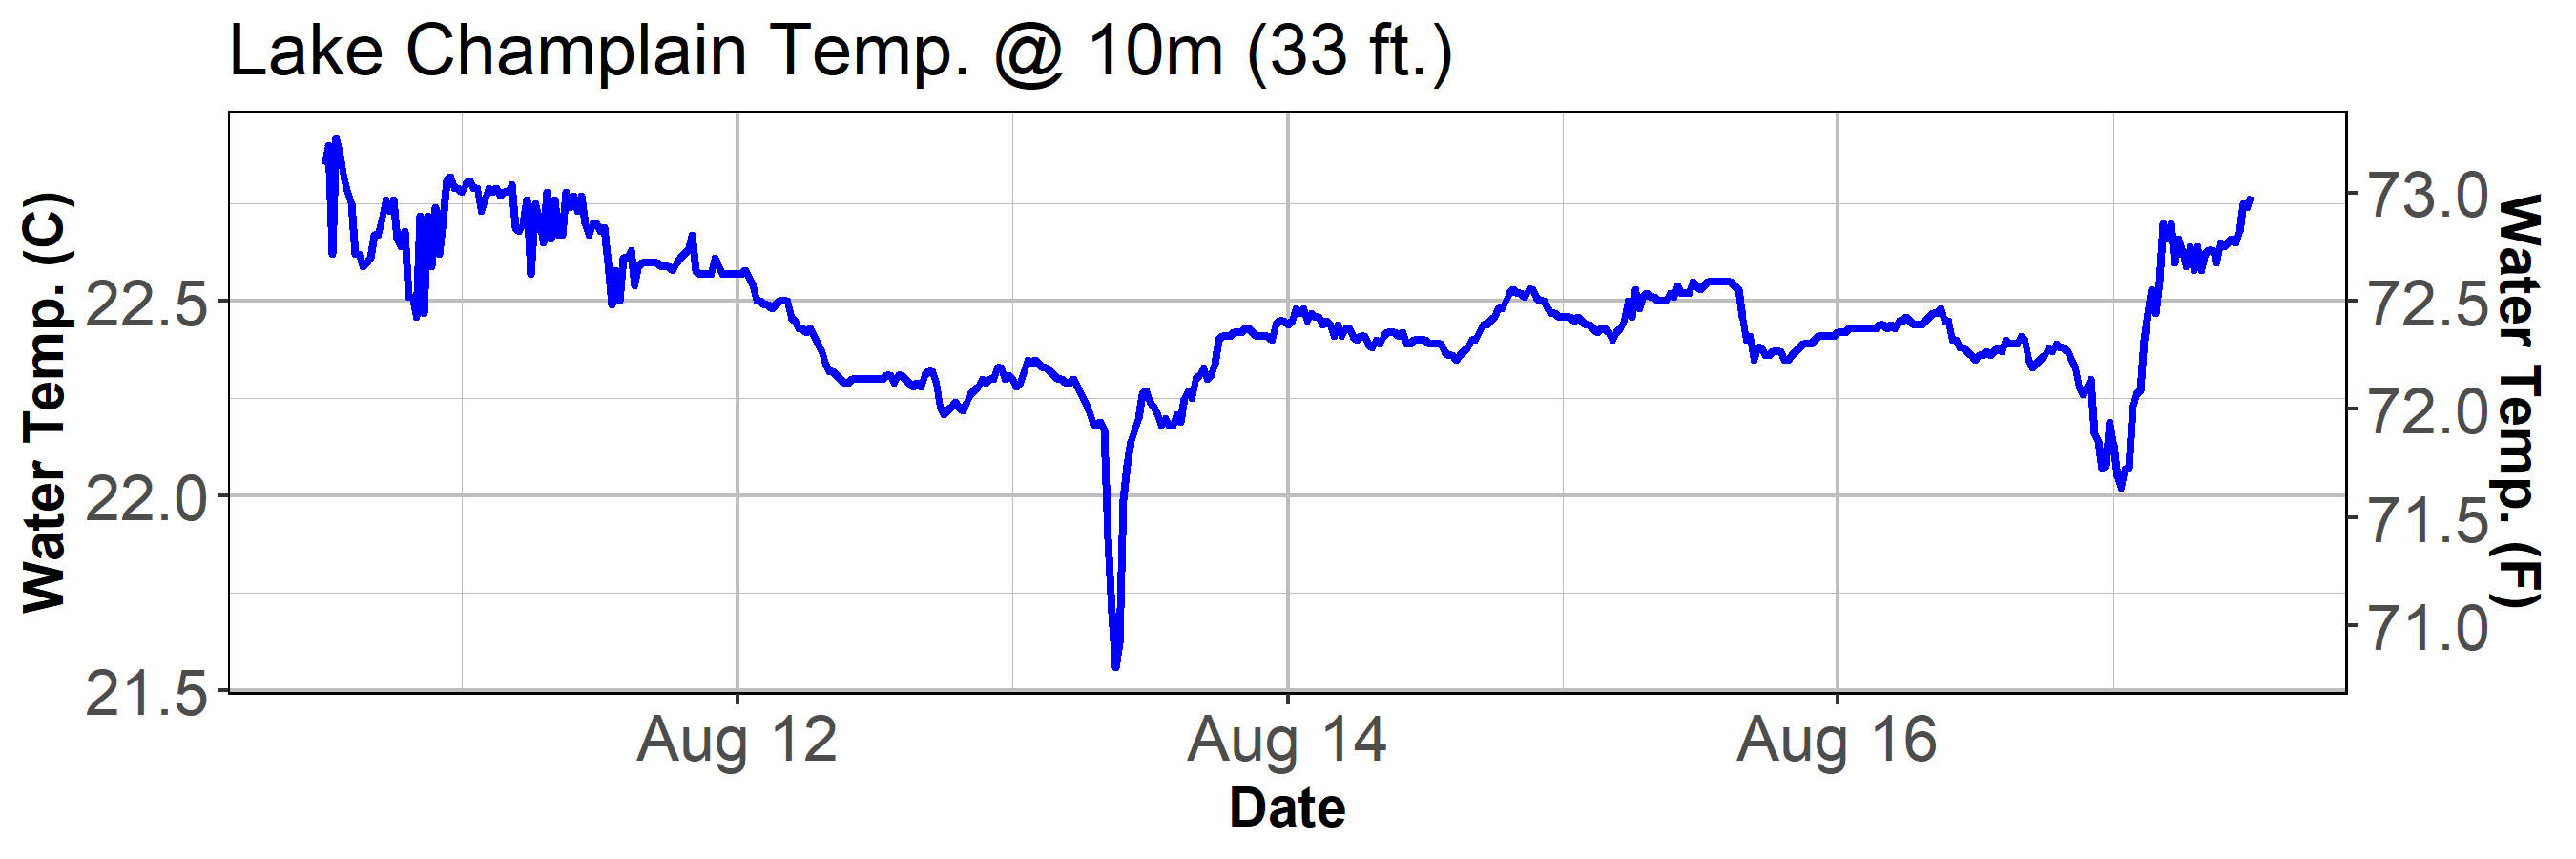 Lake Champlain Temp. @ 10m (33 ft.)
Water Temp. (C)
22.5
22.0
21.5
73.0
72.5
72.0
71.5
71.0
Water Temp. (F)
Aug 12
Aug 14
Aug 16
Date